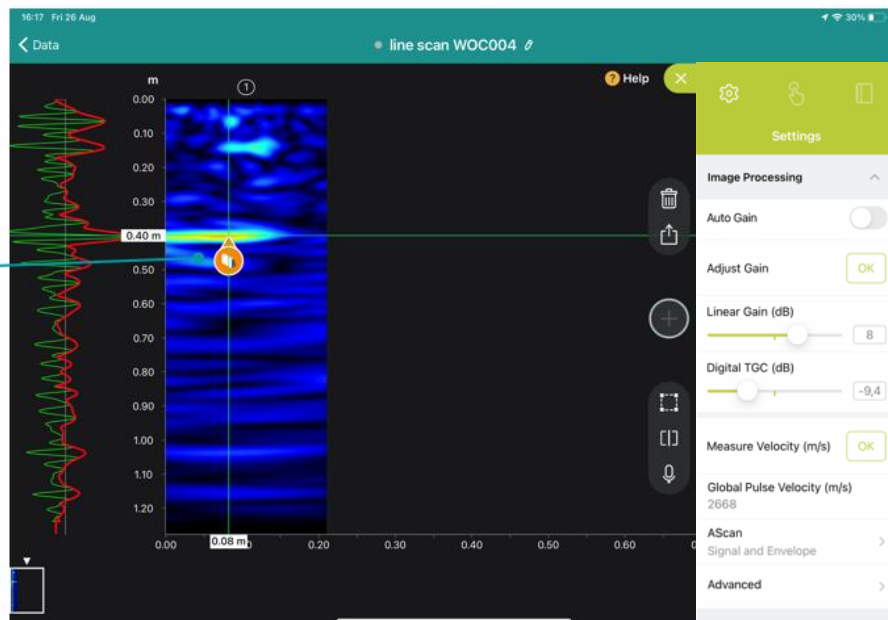 16:17 Fri 26 Aug
30%
Data
line scan WOC004
m
1
? Help
0.00
0.10
0.20
0.30
0.40 m
0.50
0.60
0.70
0.80
0.90
1.00
1.10
1.20
0.00
0.08 m
0.20
0.30
0.40
0.50
0.60
Settings
Image Processing
Auto Gain
Adjust Gain
OK
Linear Gain (dB)
8
Digital TGC (dB)
-9,4
Measure Velocity (m/s)
OK
Global Pulse Velocity (m/s)
2668
AScan
Signal and Envelope
Advanced